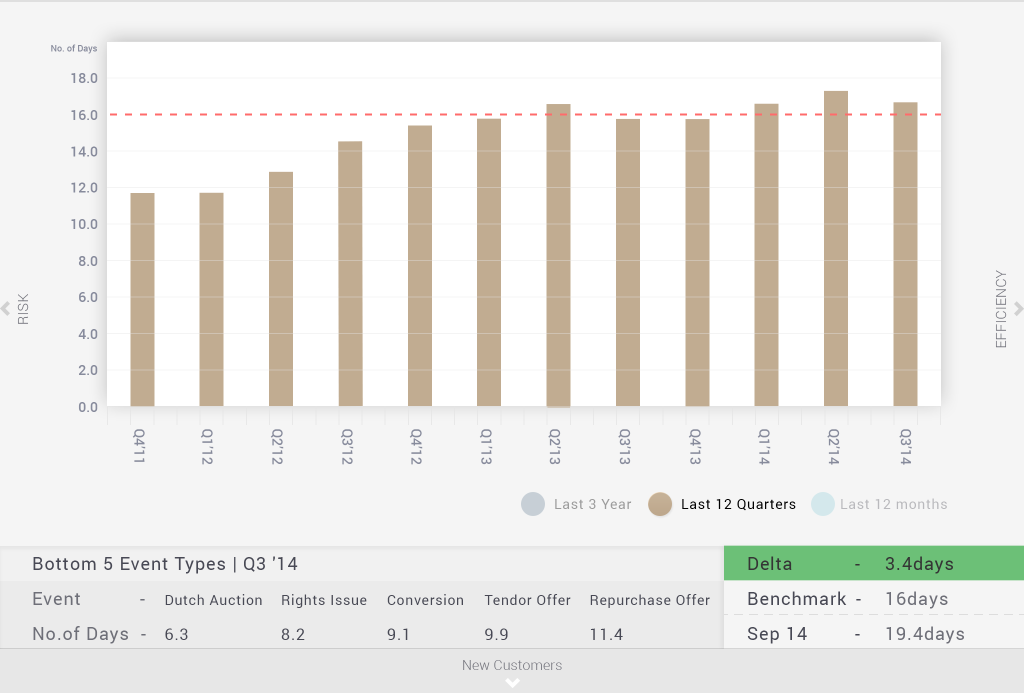 No. of Days
18.0
16.0
14.0
12.0
10.0
8.0
6.0
4.0
2.0
0.0
RISK
EFFICIENCY
Q4'11 Q1'12 Q2'12 Q3'12 Q4'12 Q1'13 Q2'13 Q3'13 Q4'13 Q1'14 Q2'14 Q3'14
Last 3 Year Last 12 Quarters Last 12 months
Bottom 5 Event Types | Q3 '14
Event - Dutch Auction Rights Issue Conversion Tendor Offer Repurchase Offer
No.of Days - 6.3 8.2 9.1 9.9 11.4
Delta - 3.4days
Benchmark - 16days
Sep 14 - 19.4days
New Customers